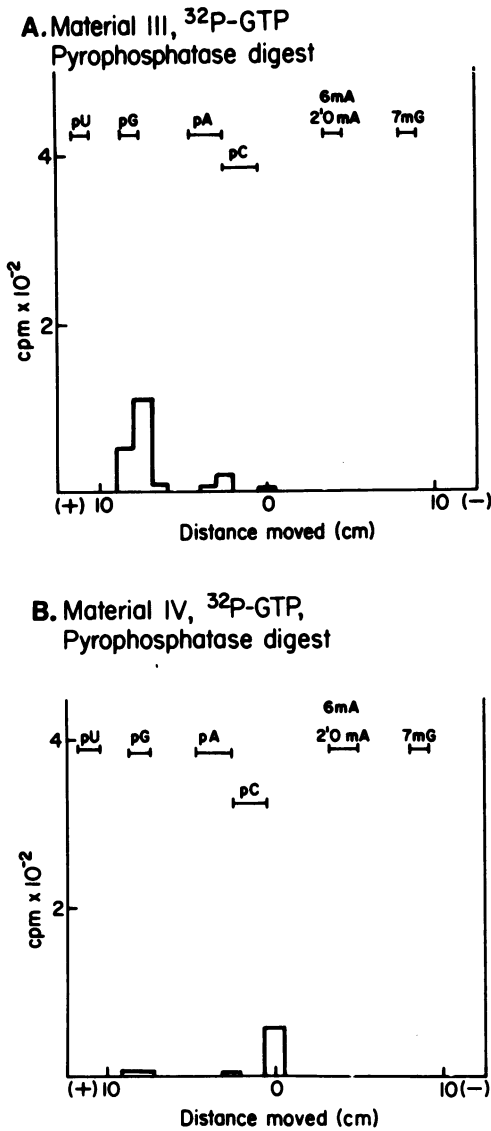 A. Material III, ³²P-GTP
Pyrophosphatase digest
6mA
pU pG pA 2'0 mA 7mG
pC
4
2
cpm x 10⁻²
(+) 10 0 10 (-)
Distance moved (cm)
B. Material IV, ³²P-GTP,
Pyrophosphatase digest
6mA
4
pU pG pA 2'0 mA 7mG
pC
2
cpm x 10⁻²
(+) 10 0 10 (-)
Distance moved (cm)